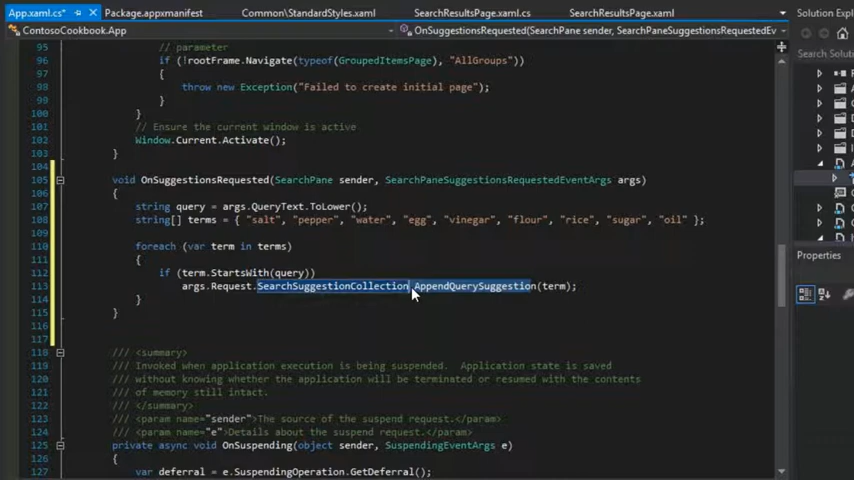 App.xaml.cs*
Package.appxmanifest
Common\StandardStyles.xaml
SearchResultsPage.xaml.cs
SearchResultsPage.xaml
Solution Explo
ContosoCookbook.App
OnSuggestionsRequested(SearchPane sender, SearchPaneSuggestionsRequestedEv
Search Solution
95 // parameter
96 if (!rootFrame.Navigate(typeof(GroupedItemsPage), "AllGroups"))
97 {
98 throw new Exception("Failed to create initial page");
99 }
100 }
101 // Ensure the current window is active
102 Window.Current.Activate();
103 }
104
105 void OnSuggestionsRequested(SearchPane sender, SearchPaneSuggestionsRequestedEventArgs args)
106 {
107 string query = args.QueryText.ToLower();
108 string[] terms = { "salt", "pepper", "water", "egg", "vinegar", "flour", "rice", "sugar", "oil" };
109
110 foreach (var term in terms)
111 {
112 if (term.StartsWith(query))
113 args.Request.SearchSuggestionCollection.AppendQuerySuggestion(term);
114 }
115 }
116
117
118 /// <summary>
119 /// Invoked when application execution is being suspended. Application state is saved
120 /// without knowing whether the application will be terminated or resumed with the contents
121 /// of memory still intact.
122 /// </summary>
123 /// <param name="sender">The source of the suspend request.</param>
124 /// <param name="e">Details about the suspend request.</param>
125 private async void OnSuspending(object sender, SuspendingEventArgs e)
126 {
127 var deferral = e.SuspendingOperation.GetDeferral();
Properties